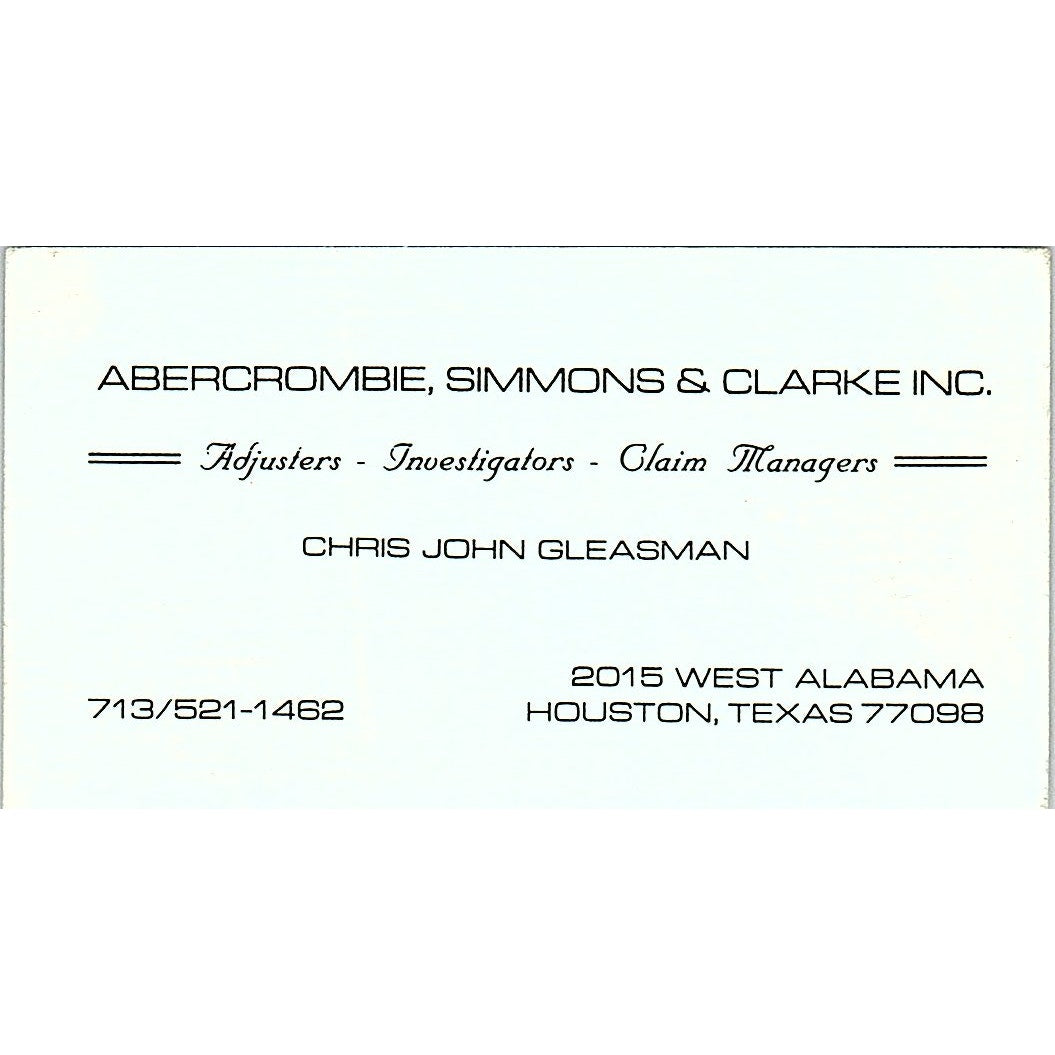 ABERCROMBIE, SIMMONS & CLARKE INC.
Adjusters - Investigators - Claim Managers
CHRIS JOHN GLEASMAN
713/521-1462
2015 WEST ALABAMA
HOUSTON, TEXAS 77098